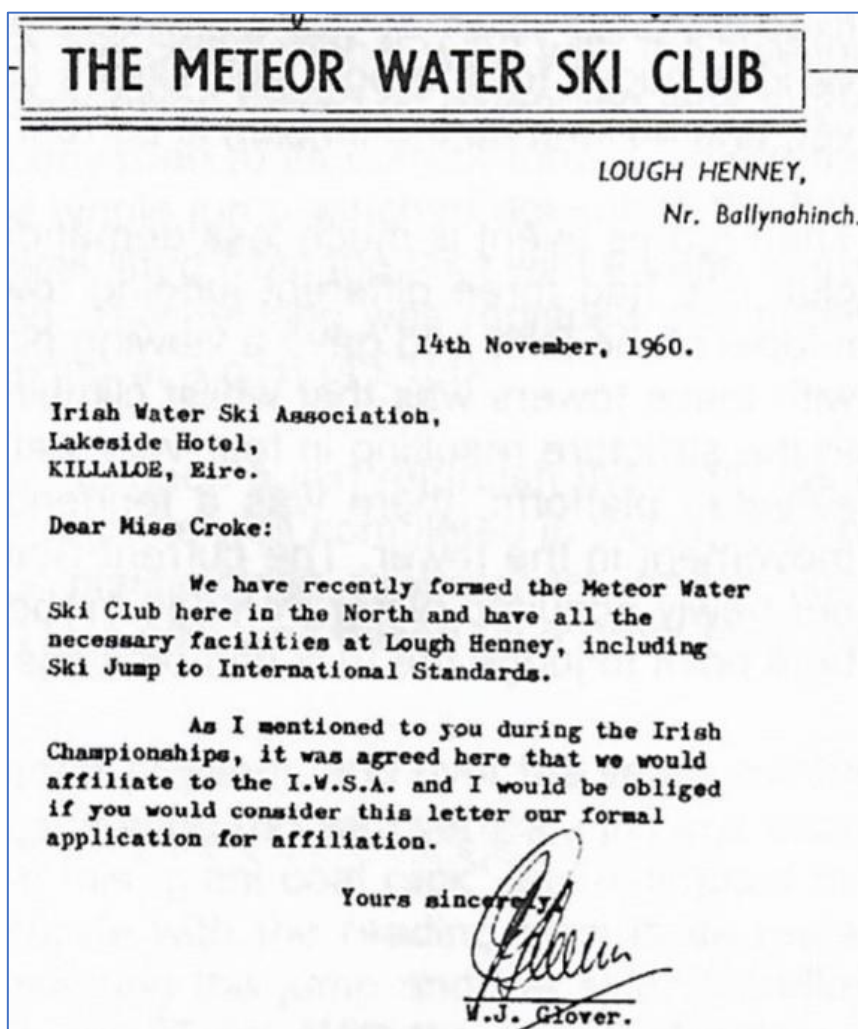 THE METEOR WATER SKI CLUB
LOUGH HENNEY,
Nr. Ballynahinch.
14th November, 1960.
Irish Water Ski Association,
Lakeside Hotel,
KILLALOE, Eire.
Dear Miss Croke:
We have recently formed the Meteor Water
Ski Club here in the North and have all the
necessary facilities at Lough Henney, including
Ski Jump to International Standards.
As I mentioned to you during the Irish
Championships, it was agreed here that we would
affiliate to the I.W.S.A. and I would be obliged
if you would consider this letter our formal
application for affiliation.
Yours sincerely,
W.J. Glover.